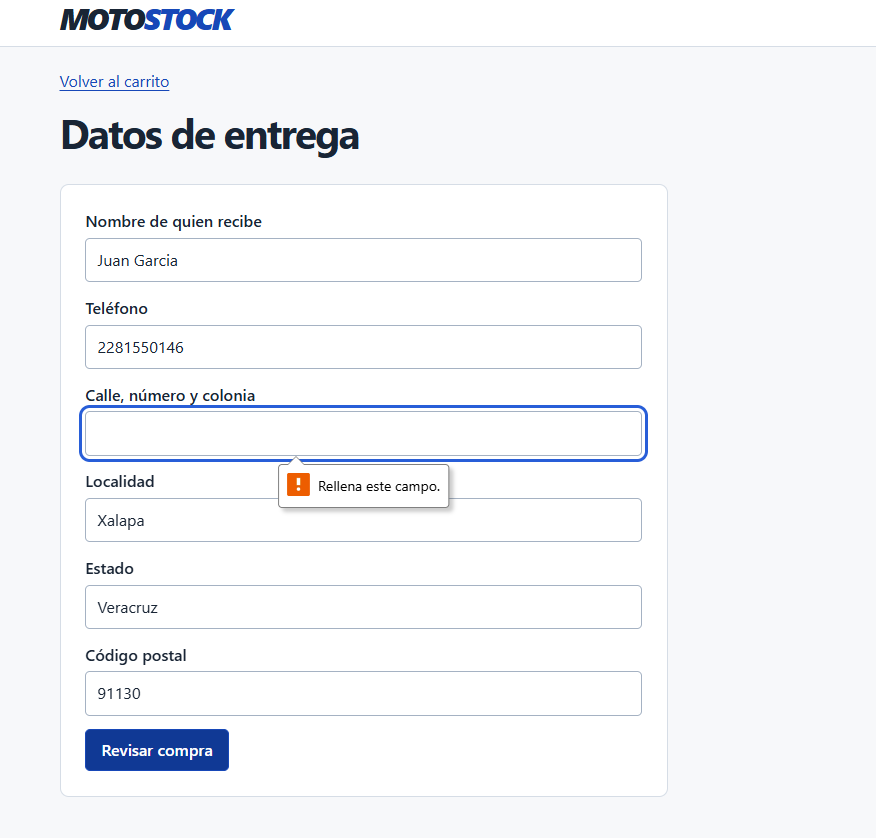 MOTOSTOCK
Volver al carrito
Datos de entrega
Nombre de quien recibe
Juan Garcia
Teléfono
2281550146
Calle, número y colonia
! Rellena este campo.
Localidad
Xalapa
Estado
Veracruz
Código postal
91130
Revisar compra